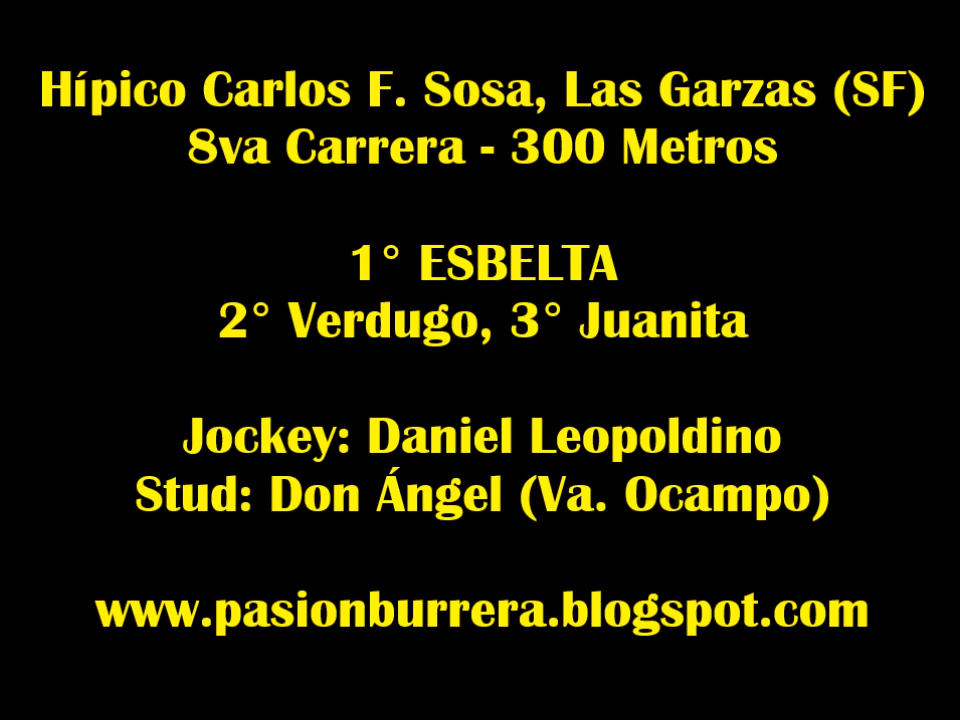 Hípico Carlos F. Sosa, Las Garzas (SF)
8va Carrera - 300 Metros
1° ESBELTA
2° Verdugo, 3° Juanita
Jockey: Daniel Leopoldino
Stud: Don Ángel (Va. Ocampo)
www.pasionburrera.blogspot.com